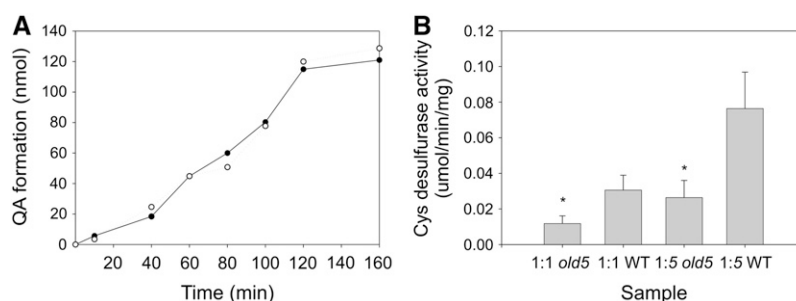 A
QA formation (nmol)
140
120
100
80
60
40
20
0
20 40 60 80 100 120 140 160
Time (min)
B
Cys desulfurase activity
(umol/min/mg)
0.12
0.10
0.08
0.06
0.04
0.02
0.00
* *
1:1 old5 1:1 WT 1:5 old5 1:5 WT
Sample